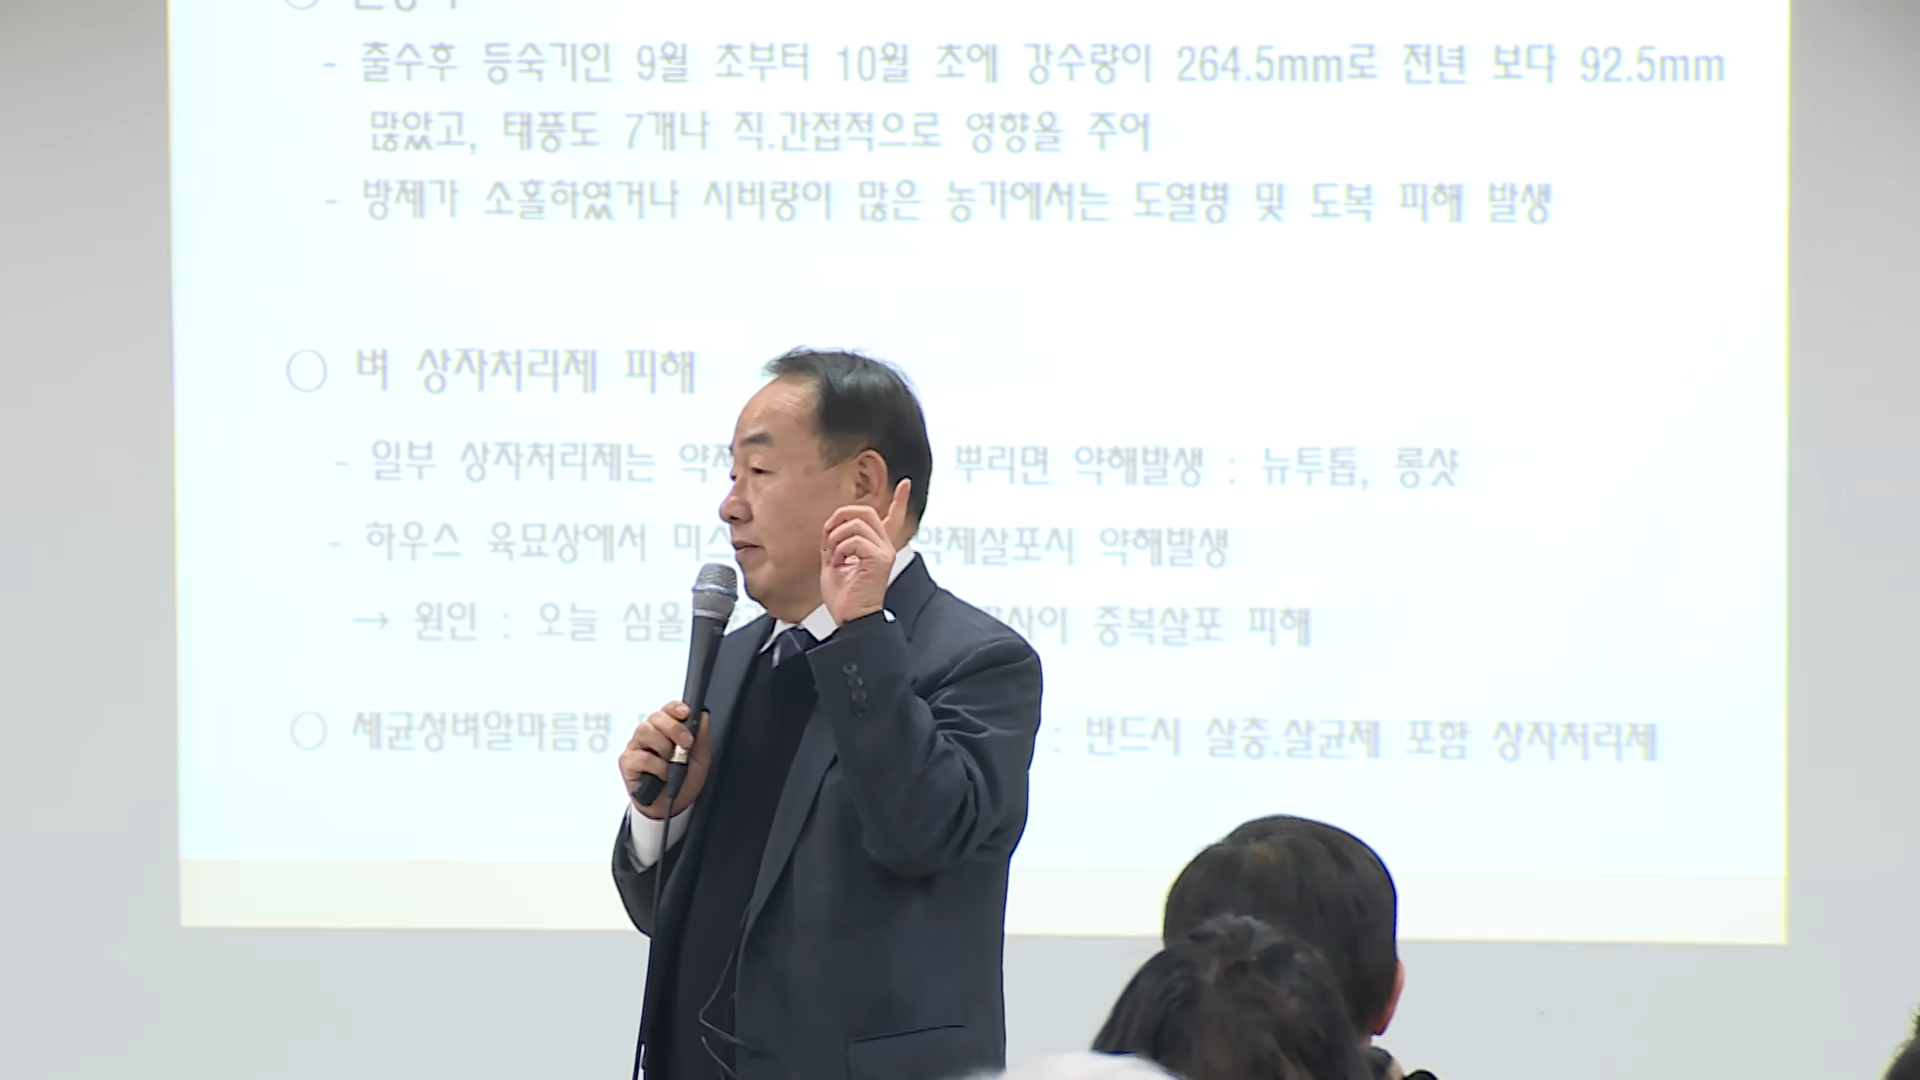 - 출수후 등숙기인 9월 초부터 10월 초에 강수량이 264.5mm로 전년 보다 92.5mm
많았고, 태풍도 7개나 직.간접적으로 영향을 주어
- 방제가 소홀하였거나 시비량이 많은 농가에서는 도열병 및 도복 피해 발생
○ 벼 상자처리제 피해
- 일부 상자처리제는 뿌리면 약해발생 : 뉴투톱, 롱샷
- 하우스 육묘상에서 약제살포시 약해발생
→ 원인 : 오늘 심을 중복살포 피해
○ 세균성벼알마름병 : 반드시 살충.살균제 포함 상자처리제